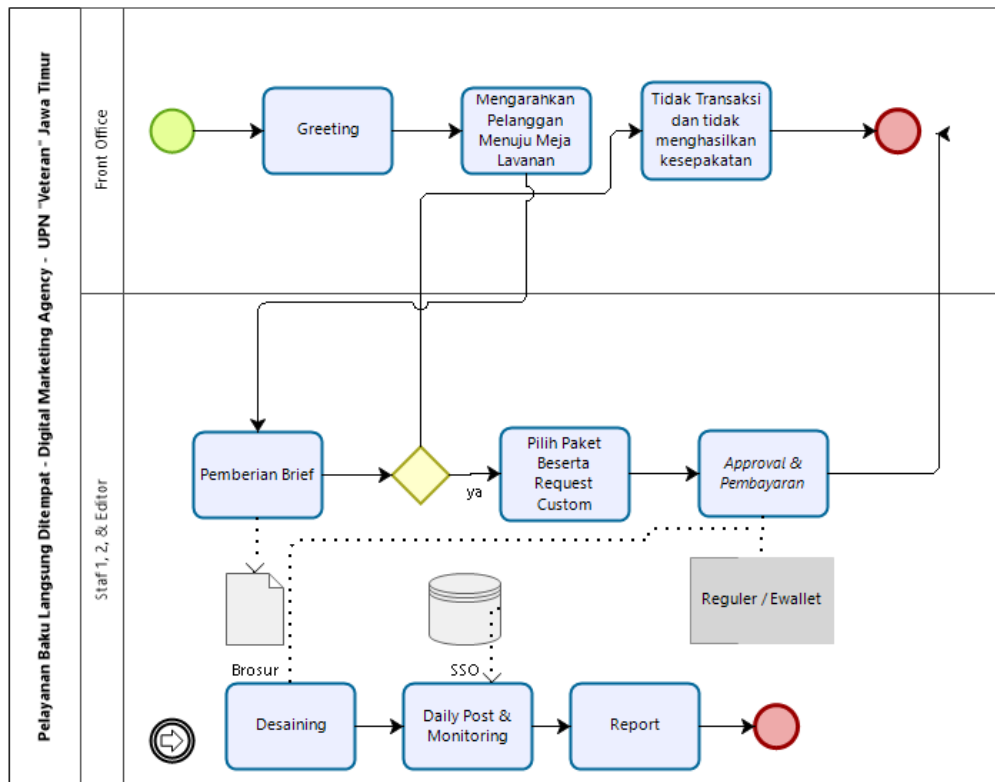 Pelayanan Baku Langsung Ditempat - Digital Marketing Agency - UPN "Veteran" Jawa Timur
Front Office
Greeting
Mengarahkan
Pelanggan
Menuju Meja
Layanan
Tidak Transaksi
dan tidak
menghasilkan
kesepakatan
Staf 1, 2, & Editor
Pemberian Brief
ya
Pilih Paket
Beserta
Request
Custom
Approval &
Pembayaran
Brosur
SSO
Reguler / Ewallet
Desaining
Daily Post &
Monitoring
Report